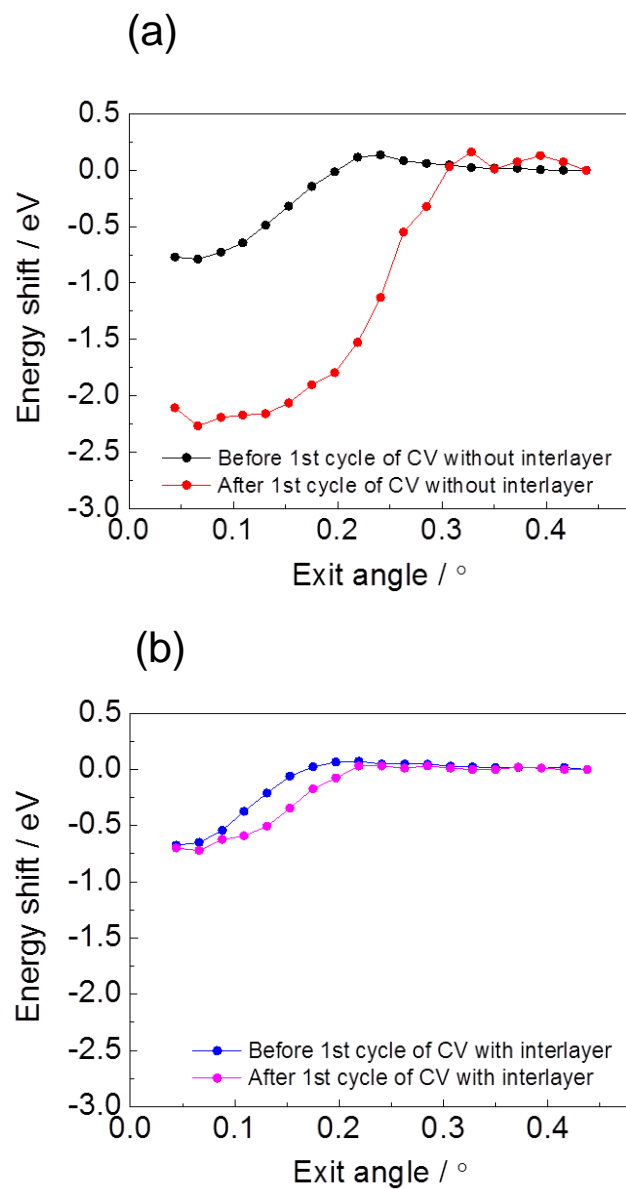 (a)
0.5
0.0
-0.5
-1.0
-1.5
-2.0
-2.5
-3.0
Energy shift / eV
Before 1st cycle of CV without interlayer
After 1st cycle of CV without interlayer
0.0 0.1 0.2 0.3 0.4
Exit angle / °
(b)
0.5
0.0
-0.5
-1.0
-1.5
-2.0
-2.5
-3.0
Energy shift / eV
Before 1st cycle of CV with interlayer
After 1st cycle of CV with interlayer
0.0 0.1 0.2 0.3 0.4
Exit angle / °